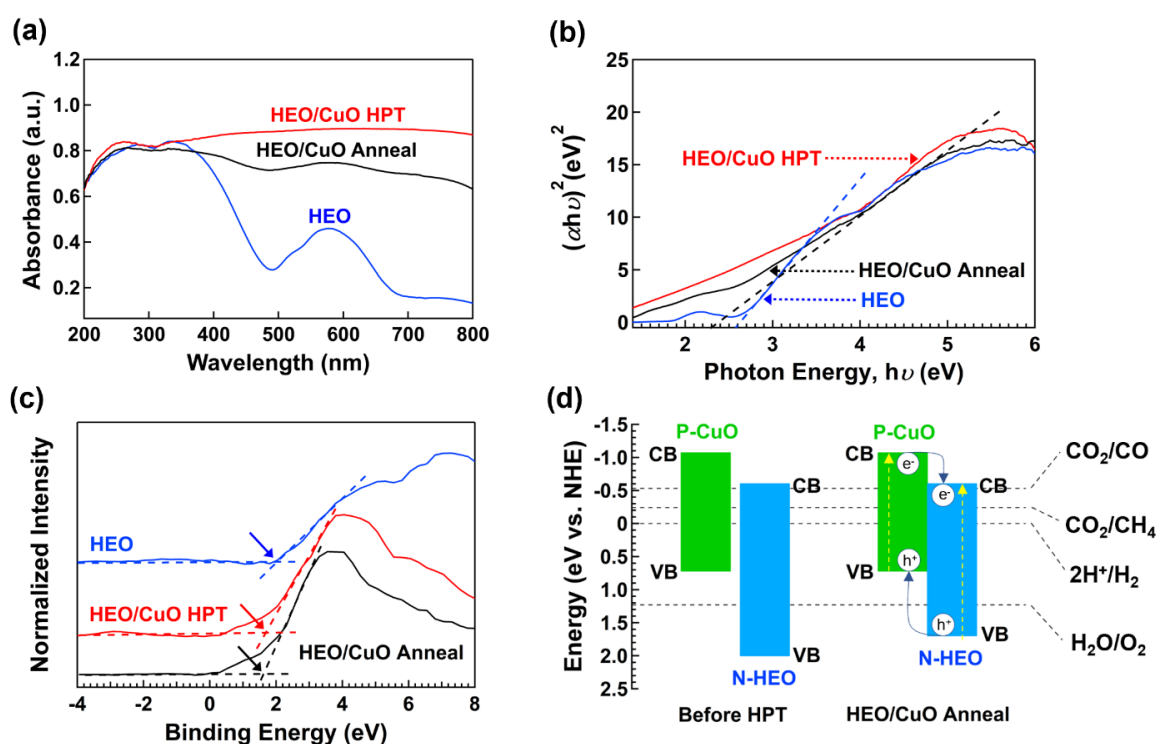 (a)
1.2
1.0
0.8
0.6
0.4
0.2
Absorbance (a.u.)
HEO/CuO HPT
HEO/CuO Anneal
HEO
200 300 400 500 600 700 800
Wavelength (nm)
(b)
25
20
15
10
5
0
(αhυ)² (eV)²
HEO/CuO HPT
HEO/CuO Anneal
HEO
2 3 4 5 6
Photon Energy, hυ (eV)
(c)
Normalized Intensity
HEO
HEO/CuO HPT
HEO/CuO Anneal
-4 -2 0 2 4 6 8
Binding Energy (eV)
(d)
Energy (eV vs. NHE)
-1.5
-1.0
-0.5
0
0.5
1.0
1.5
2.0
2.5
P-CuO
CB
CB
VB
VB
N-HEO
Before HPT
P-CuO
CB
e⁻
e⁻
CB
h⁺
VB
h⁺
VB
N-HEO
HEO/CuO Anneal
CO₂/CO
CO₂/CH₄
2H⁺/H₂
H₂O/O₂